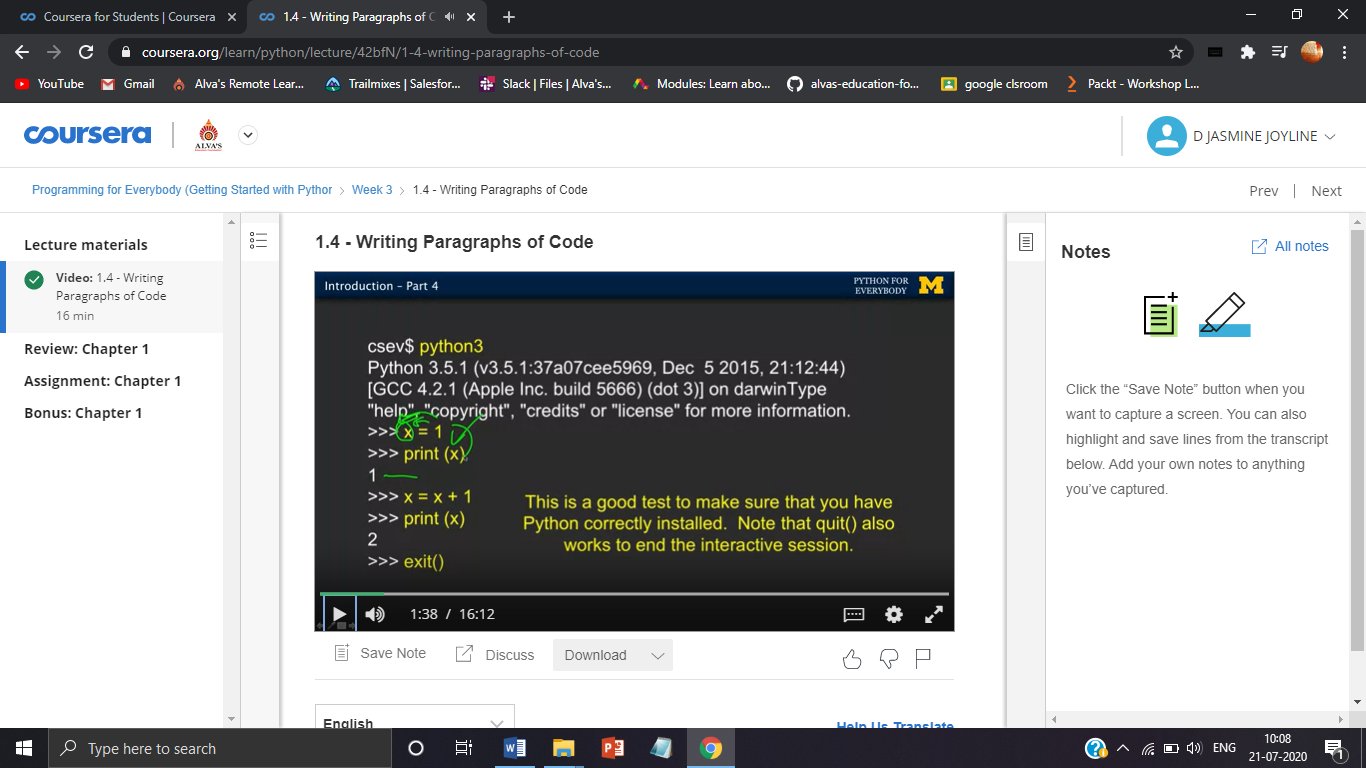 Coursera for Students | Coursera
1.4 - Writing Paragraphs of C
coursera.org/learn/python/lecture/42bfN/1-4-writing-paragraphs-of-code
YouTube Gmail Alva's Remote Lear... Trailmixes | Salesfor... Slack | Files | Alva's... Modules: Learn abo... alvas-education-fo... google clsroom Packt - Workshop L...
coursera ALVA'S D JASMINE JOYLINE
Programming for Everybody (Getting Started with Python Week 3 1.4 - Writing Paragraphs of Code
Prev | Next
Lecture materials
Video: 1.4 - Writing
Paragraphs of Code
16 min
Review: Chapter 1
Assignment: Chapter 1
Bonus: Chapter 1
1.4 - Writing Paragraphs of Code
Introduction – Part 4
PYTHON FOR
EVERYBODY
M
csev$ python3
Python 3.5.1 (v3.5.1:37a07cee5969, Dec 5 2015, 21:12:44)
[GCC 4.2.1 (Apple Inc. build 5666) (dot 3)] on darwinType
"help", "copyright", "credits" or "license" for more information.
>>> x = 1
>>> print (x)
1
>>> x = x + 1
>>> print (x)
2
>>> exit()
This is a good test to make sure that you have
Python correctly installed. Note that quit() also
works to end the interactive session.
1:38 / 16:12
Save Note Discuss Download
English
Help Us Translate
Notes
All notes
Click the “Save Note” button when you
want to capture a screen. You can also
highlight and save lines from the transcript
below. Add your own notes to anything
you’ve captured.
Type here to search
ENG
10:08
21-07-2020
1